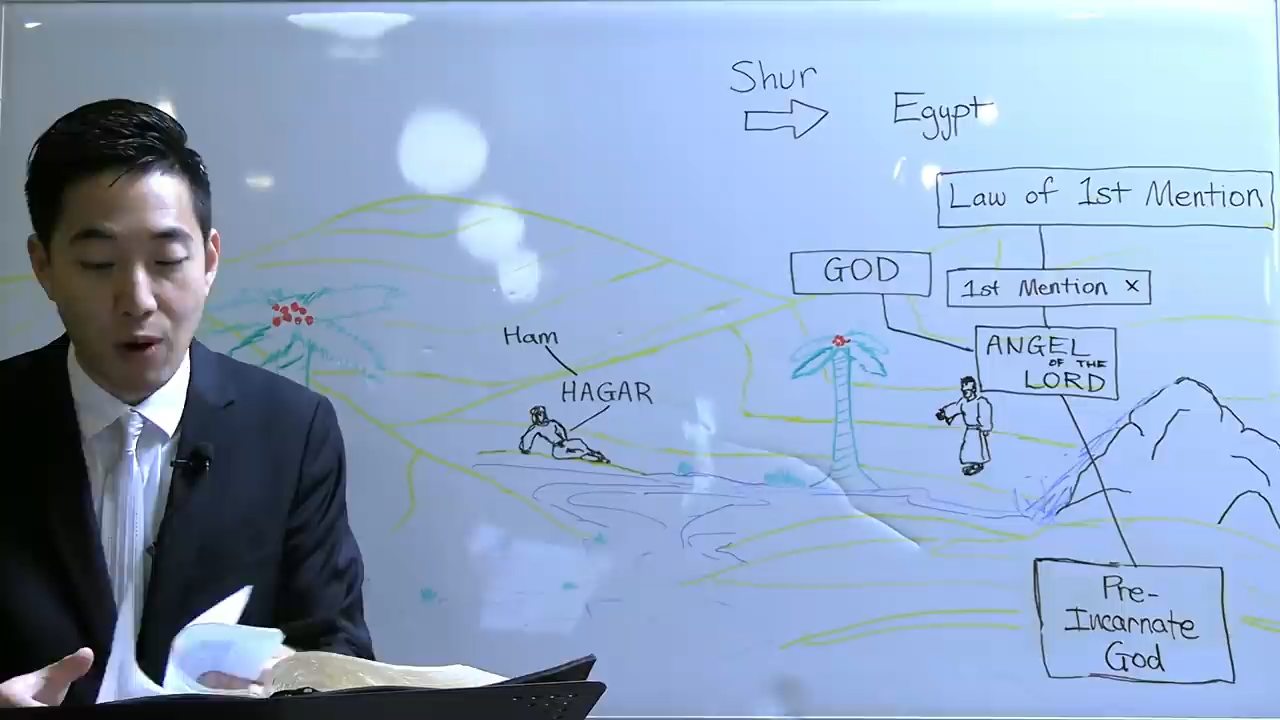 Shur
Egypt
Law of 1st Mention
GOD
1st Mention x
ANGEL
OF THE
LORD
Ham
HAGAR
Pre-
Incarnate
God